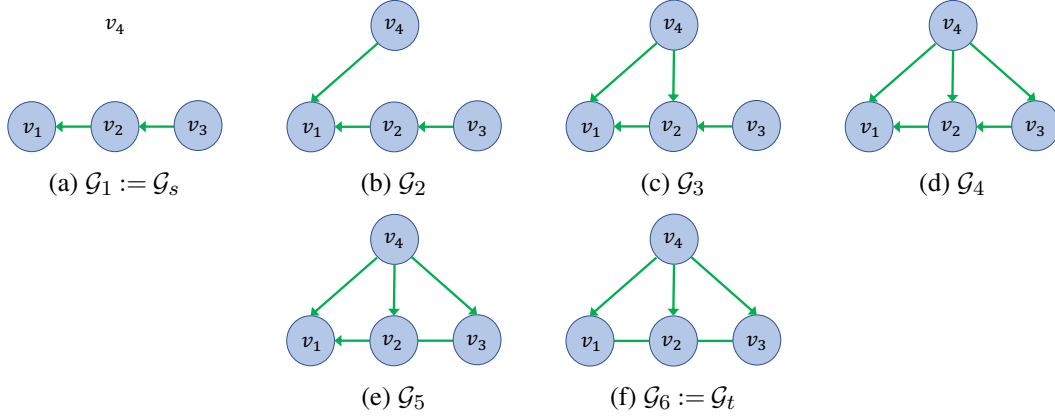 v₄ v₄ v₄ v₄
v₁ v₂ v₃ v₁ v₂ v₃ v₁ v₂ v₃ v₁ v₂ v₃
(a) 𝒢₁ := 𝒢ₛ (b) 𝒢₂ (c) 𝒢₃ (d) 𝒢₄
v₄ v₄
v₁ v₂ v₃ v₁ v₂ v₃
(e) 𝒢₅ (f) 𝒢₆ := 𝒢ₜ